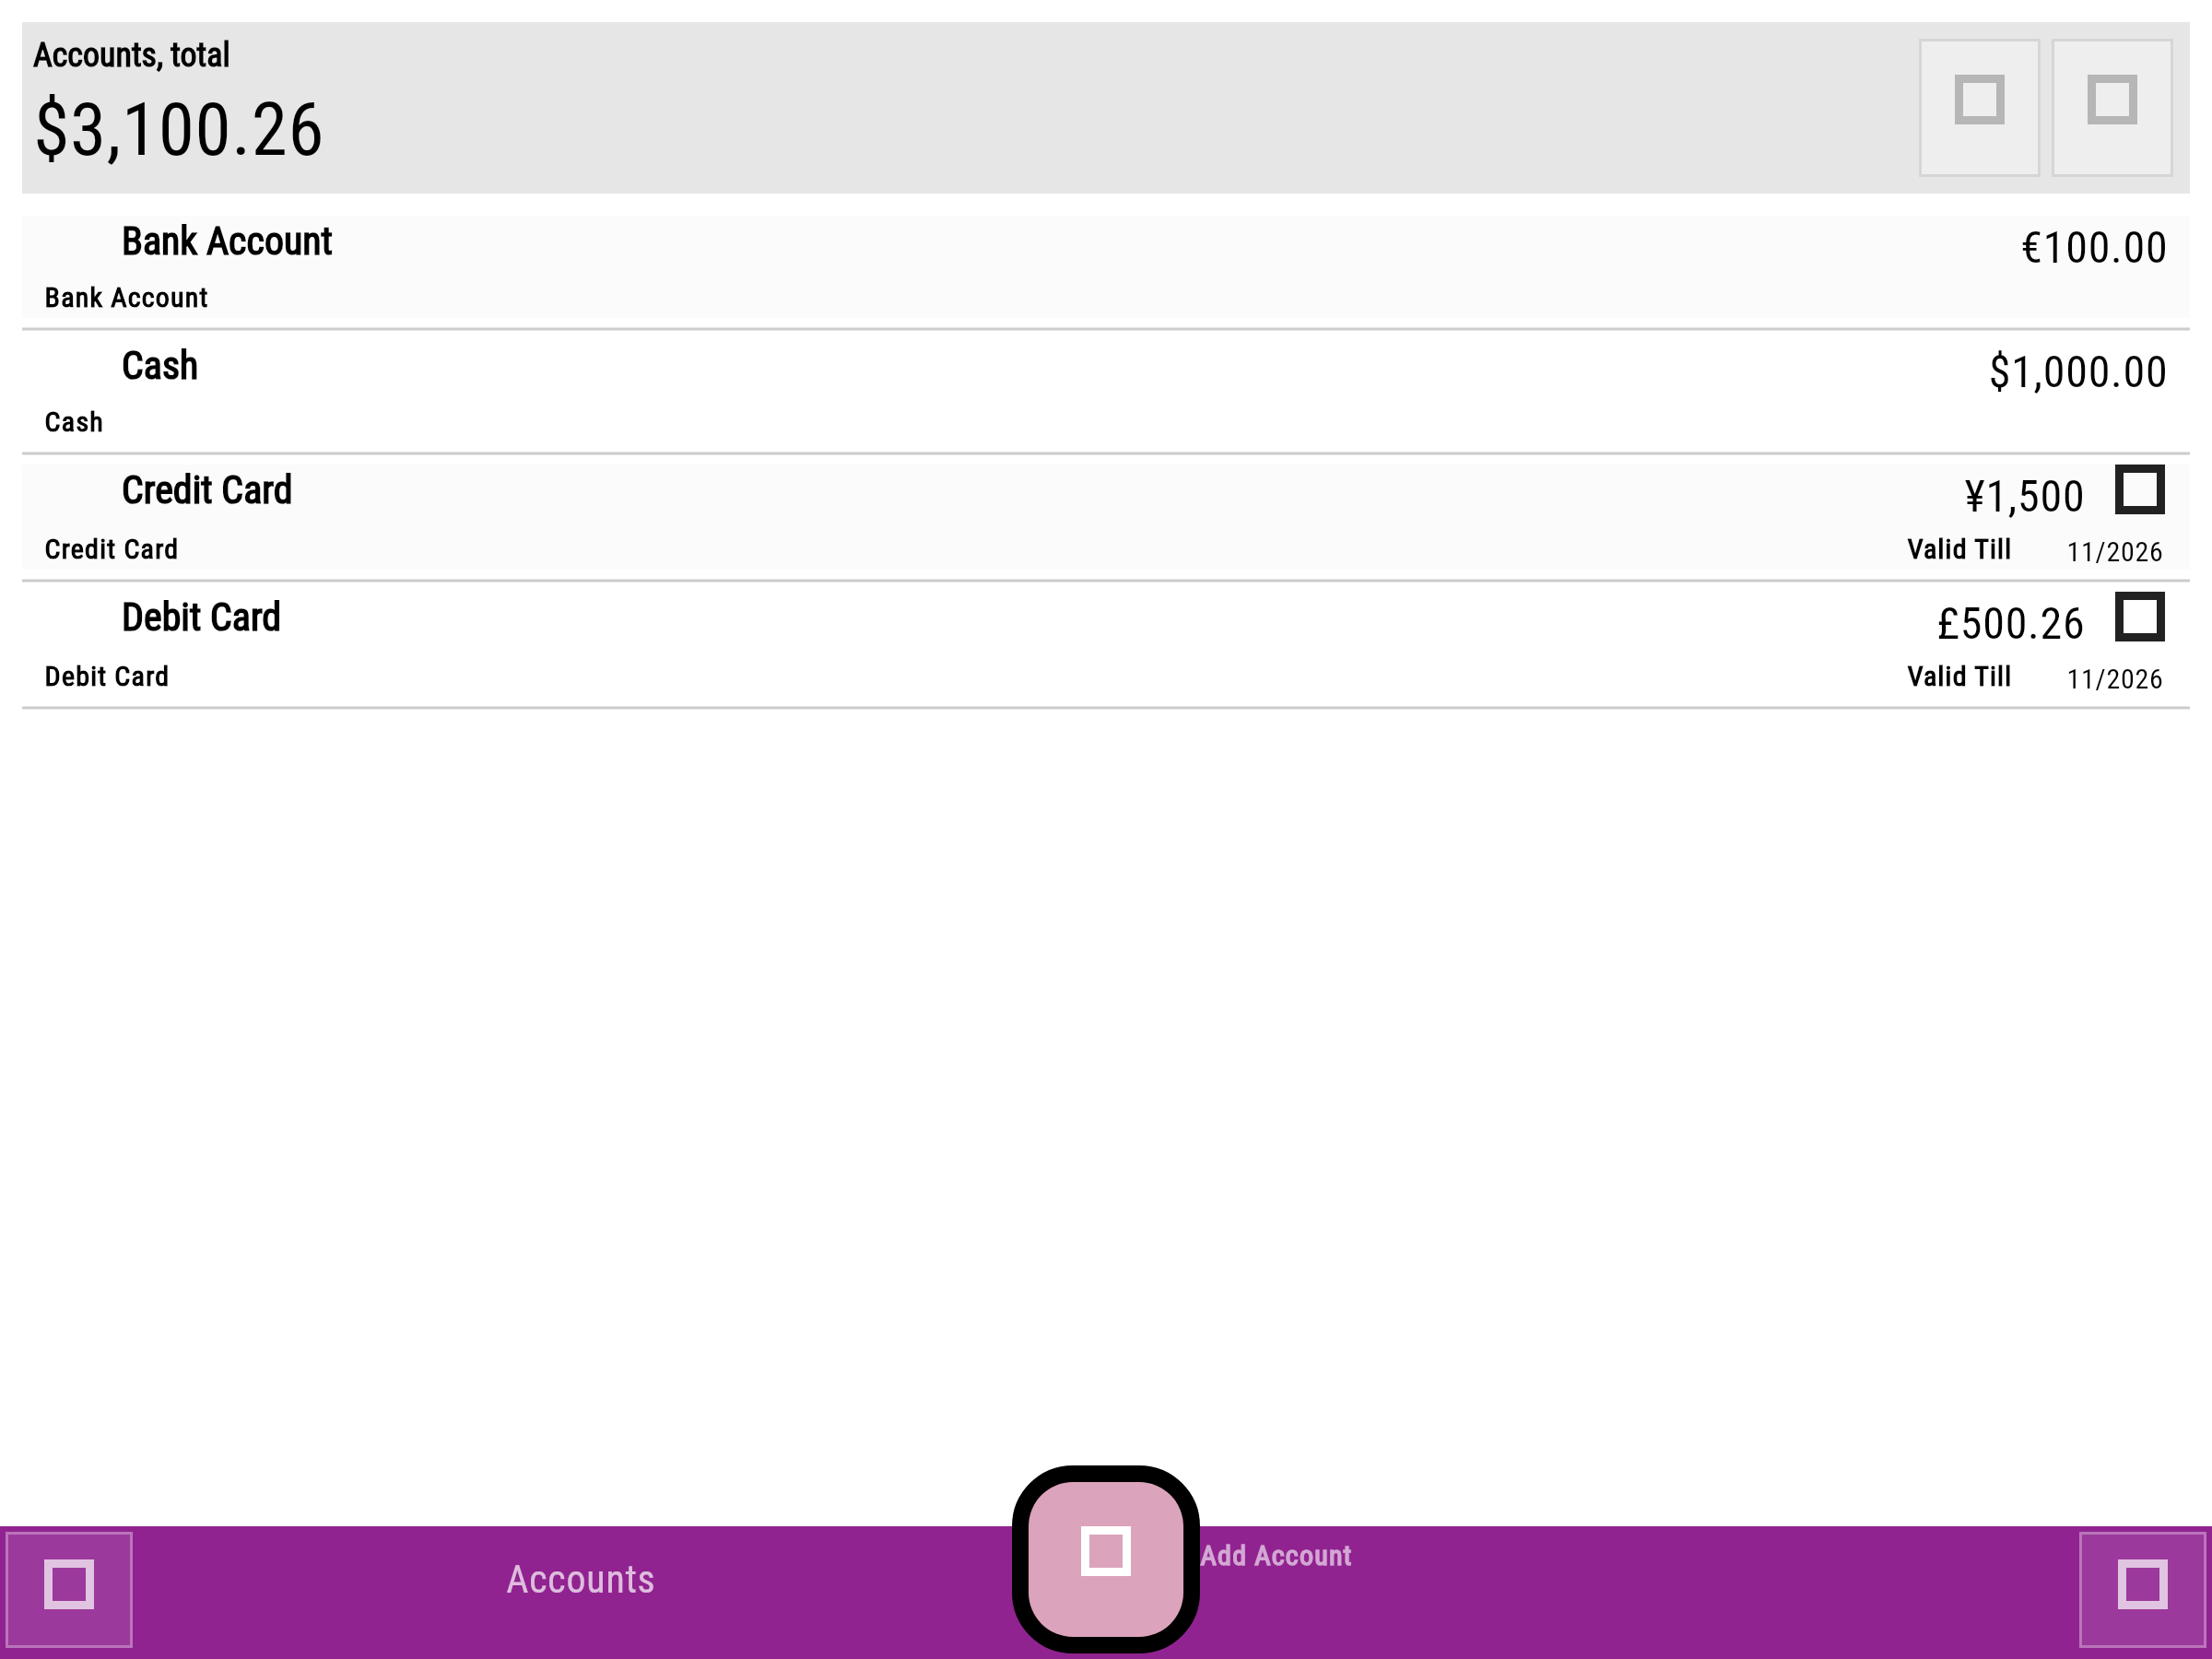 Accounts, total
$3,100.26
Bank Account €100.00
Bank Account
Cash $1,000.00
Cash
Credit Card ¥1,500
Credit Card Valid Till 11/2026
Debit Card £500.26
Debit Card Valid Till 11/2026
Accounts Add Account